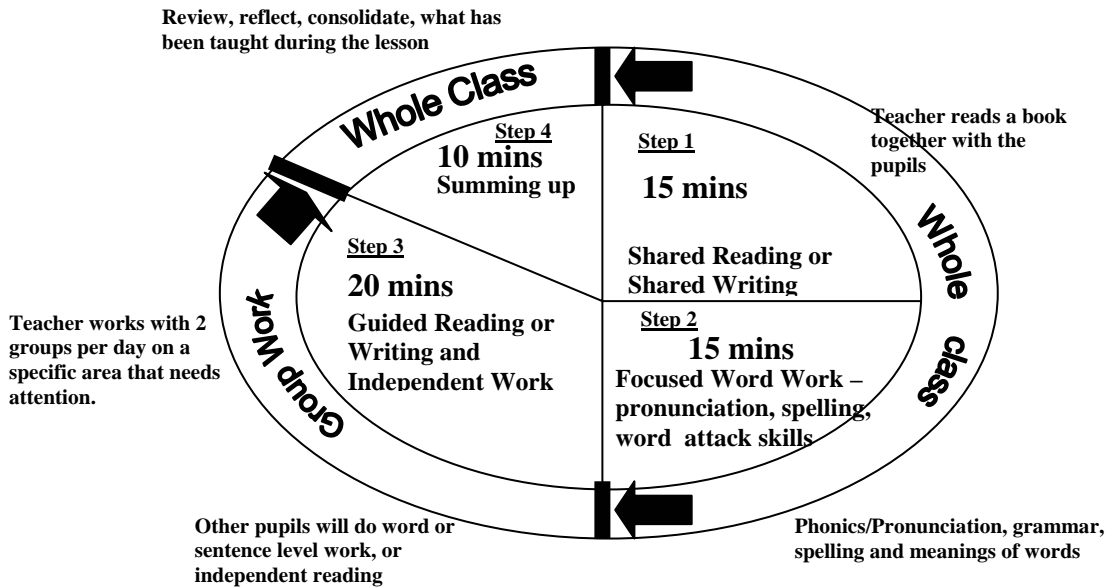 Review, reflect, consolidate, what has
been taught during the lesson
Whole Class
Step 4
10 mins
Summing up
Step 1
15 mins
Shared Reading or
Shared Writing
Teacher reads a book
together with the
pupils
Whole class
Step 2
15 mins
Focused Word Work –
pronunciation, spelling,
word attack skills
Phonics/Pronunciation, grammar,
spelling and meanings of words
Step 3
20 mins
Guided Reading or
Writing and
Independent Work
Group Work
Teacher works with 2
groups per day on a
specific area that needs
attention.
Other pupils will do word or
sentence level work, or
independent reading